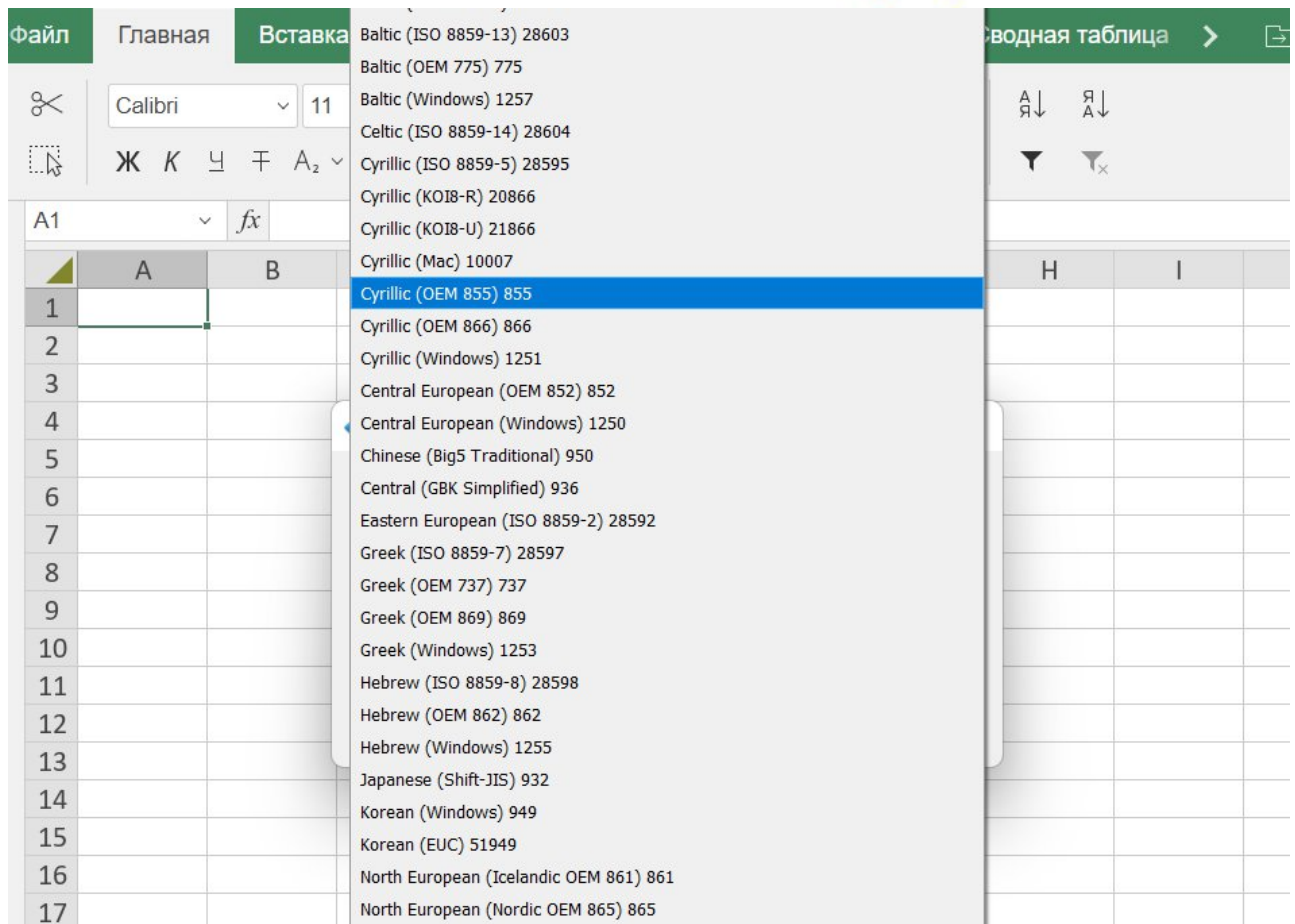 Файл Главная Вставка Сводная таблица
Calibri 11
Ж К Ч Т A₂
A1 fx
A B H I
1
2
3
4
5
6
7
8
9
10
11
12
13
14
15
16
17
Baltic (ISO 8859-13) 28603
Baltic (OEM 775) 775
Baltic (Windows) 1257
Celtic (ISO 8859-14) 28604
Cyrillic (ISO 8859-5) 28595
Cyrillic (KOI8-R) 20866
Cyrillic (KOI8-U) 21866
Cyrillic (Mac) 10007
Cyrillic (OEM 855) 855
Cyrillic (OEM 866) 866
Cyrillic (Windows) 1251
Central European (OEM 852) 852
Central European (Windows) 1250
Chinese (Big5 Traditional) 950
Central (GBK Simplified) 936
Eastern European (ISO 8859-2) 28592
Greek (ISO 8859-7) 28597
Greek (OEM 737) 737
Greek (OEM 869) 869
Greek (Windows) 1253
Hebrew (ISO 8859-8) 28598
Hebrew (OEM 862) 862
Hebrew (Windows) 1255
Japanese (Shift-JIS) 932
Korean (Windows) 949
Korean (EUC) 51949
North European (Icelandic OEM 861) 861
North European (Nordic OEM 865) 865